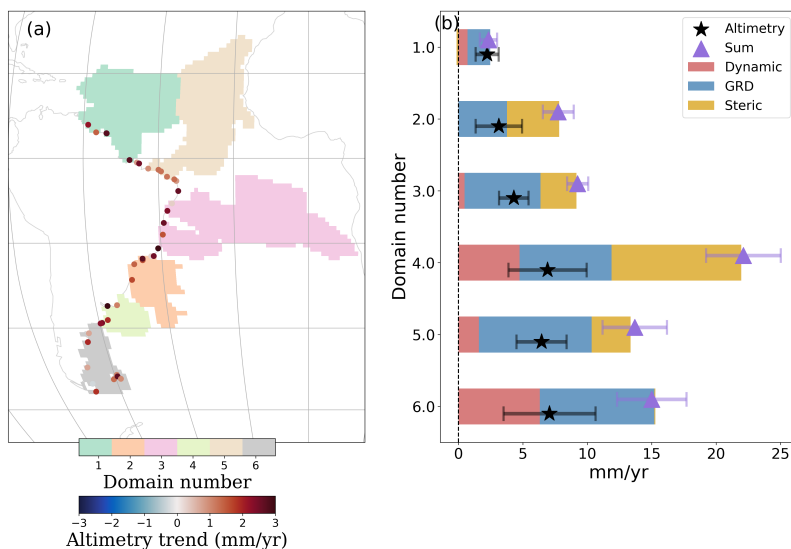 (a)
1 2 3 4 5 6
Domain number
−3 −2 −1 0 1 2 3
Altimetry trend (mm/yr)
(b)
Altimetry
Sum
Dynamic
GRD
Steric
Domain number
1.0
2.0
3.0
4.0
5.0
6.0
0 5 10 15 20 25
mm/yr